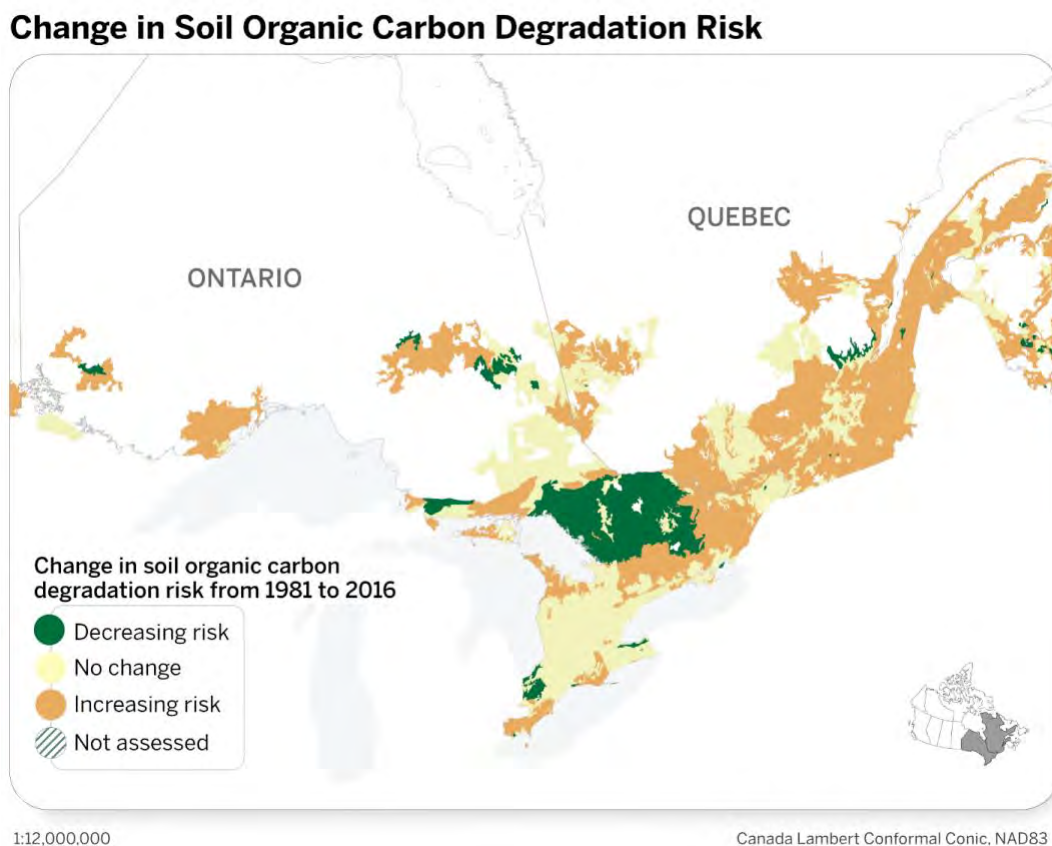 Change in Soil Organic Carbon Degradation Risk
QUEBEC
ONTARIO
Change in soil organic carbon
degradation risk from 1981 to 2016
Decreasing risk
No change
Increasing risk
Not assessed
1:12,000,000
Canada Lambert Conformal Conic, NAD83